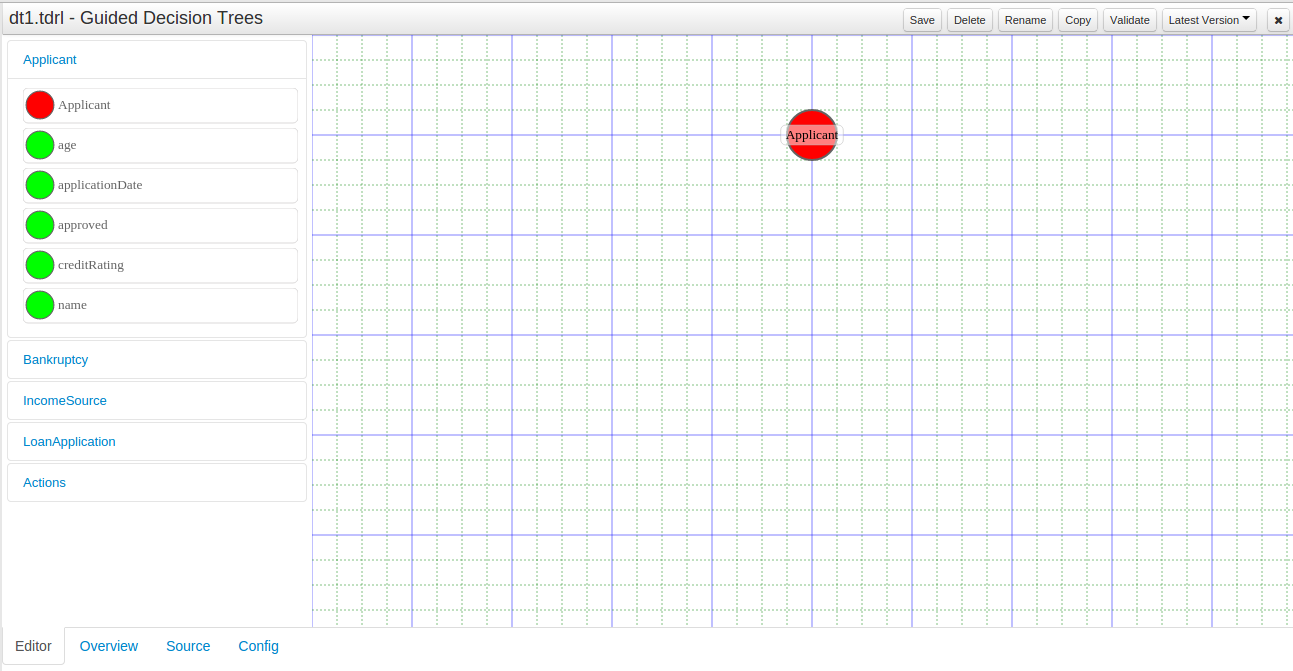 dt1.tdrl - Guided Decision Trees
Save Delete Rename Copy Validate Latest Version
Applicant
Applicant
age
applicationDate
approved
creditRating
name
Bankruptcy
IncomeSource
LoanApplication
Actions
Applicant
Editor Overview Source Config